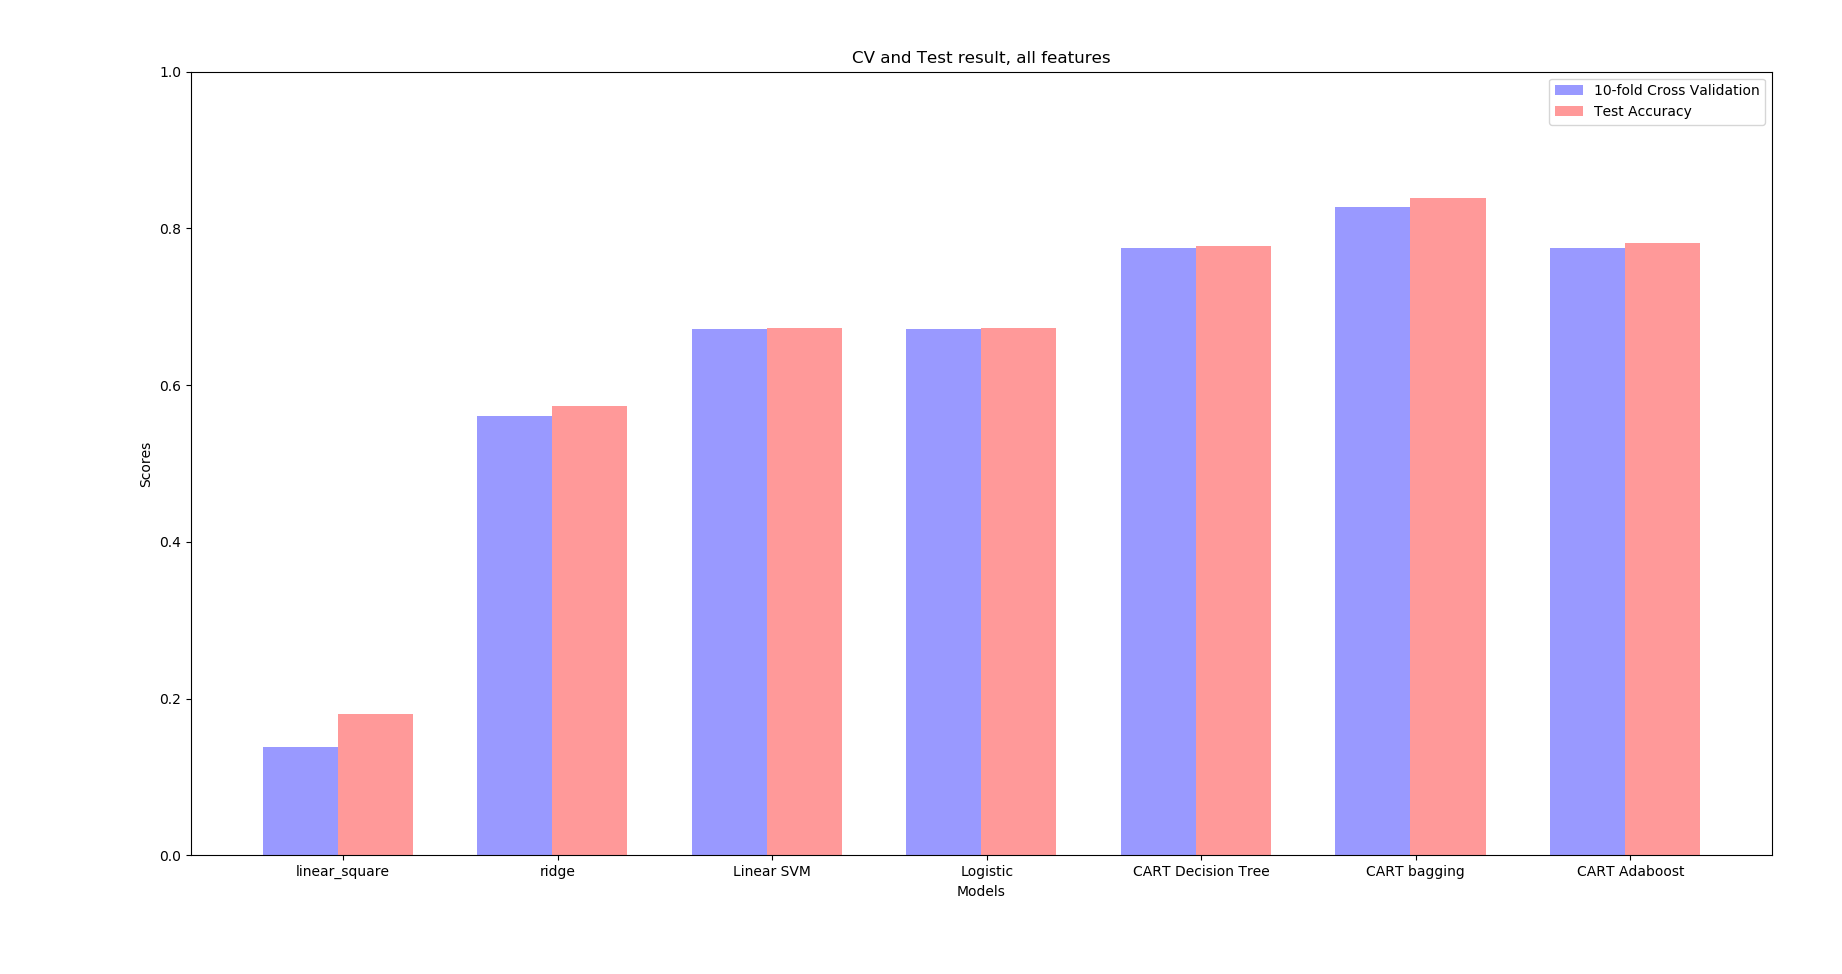 CV and Test result, all features
10-fold Cross Validation
Test Accuracy
1.0
0.8
0.6
0.4
0.2
0.0
Scores
linear_square ridge Linear SVM Logistic CART Decision Tree CART bagging CART Adaboost
Models